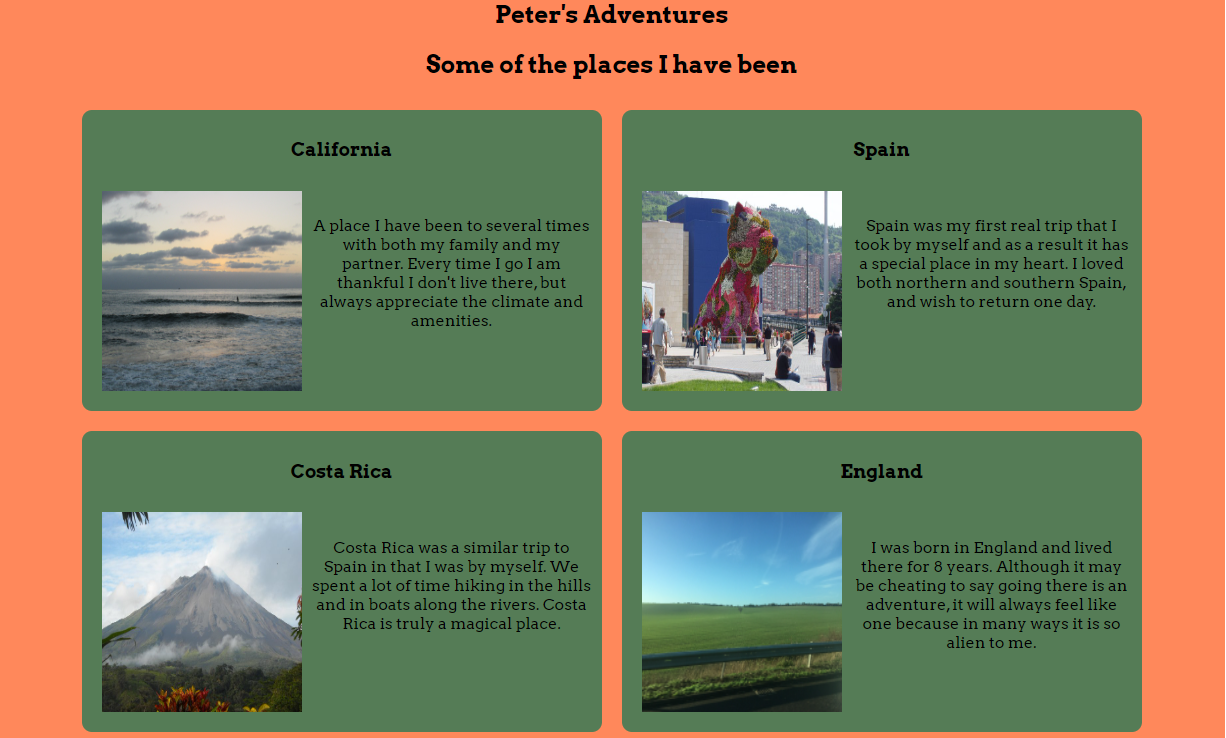 Peter's Adventures
Some of the places I have been
California
A place I have been to several times
with both my family and my
partner. Every time I go I am
thankful I don't live there, but
always appreciate the climate and
amenities.
Spain
Spain was my first real trip that I
took by myself and as a result it has
a special place in my heart. I loved
both northern and southern Spain,
and wish to return one day.
Costa Rica
Costa Rica was a similar trip to
Spain in that I was by myself. We
spent a lot of time hiking in the hills
and in boats along the rivers. Costa
Rica is truly a magical place.
England
I was born in England and lived
there for 8 years. Although it may
be cheating to say going there is an
adventure, it will always feel like
one because in many ways it is so
alien to me.